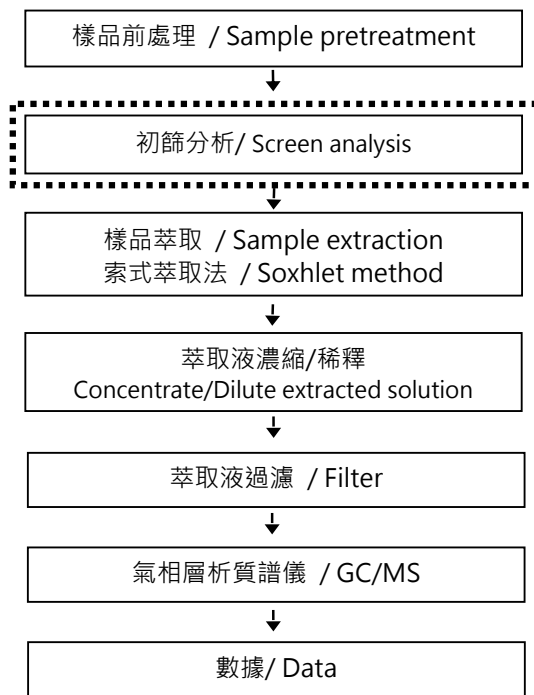 樣品前處理 / Sample pretreatment
初篩分析/ Screen analysis
樣品萃取 / Sample extraction
索式萃取法 / Soxhlet method
萃取液濃縮/稀釋
Concentrate/Dilute extracted solution
萃取液過濾 / Filter
氣相層析質譜儀 / GC/MS
數據/ Data